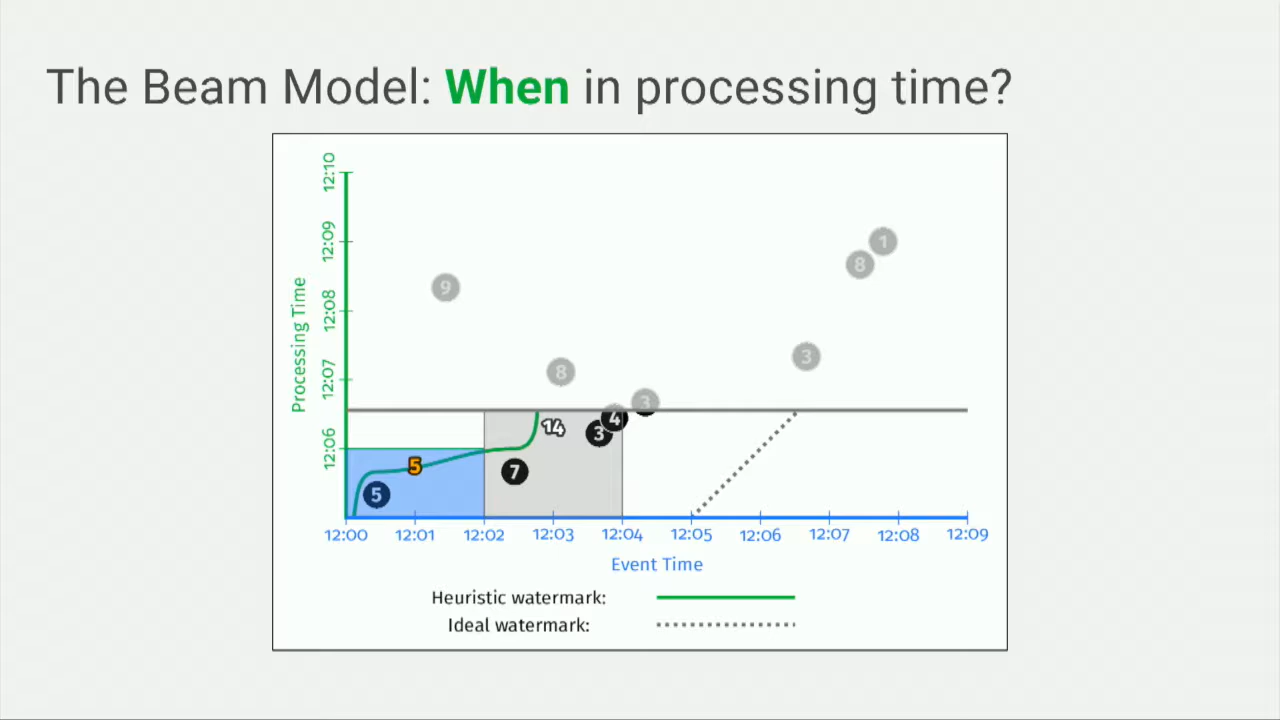 The Beam Model: When in processing time?
12:10
12:09
12:08
12:07
12:06
Processing Time
9
1
8
3
8
3
4
3
14
7
5
5
12:00 12:01 12:02 12:03 12:04 12:05 12:06 12:07 12:08 12:09
Event Time
Heuristic watermark:
Ideal watermark: